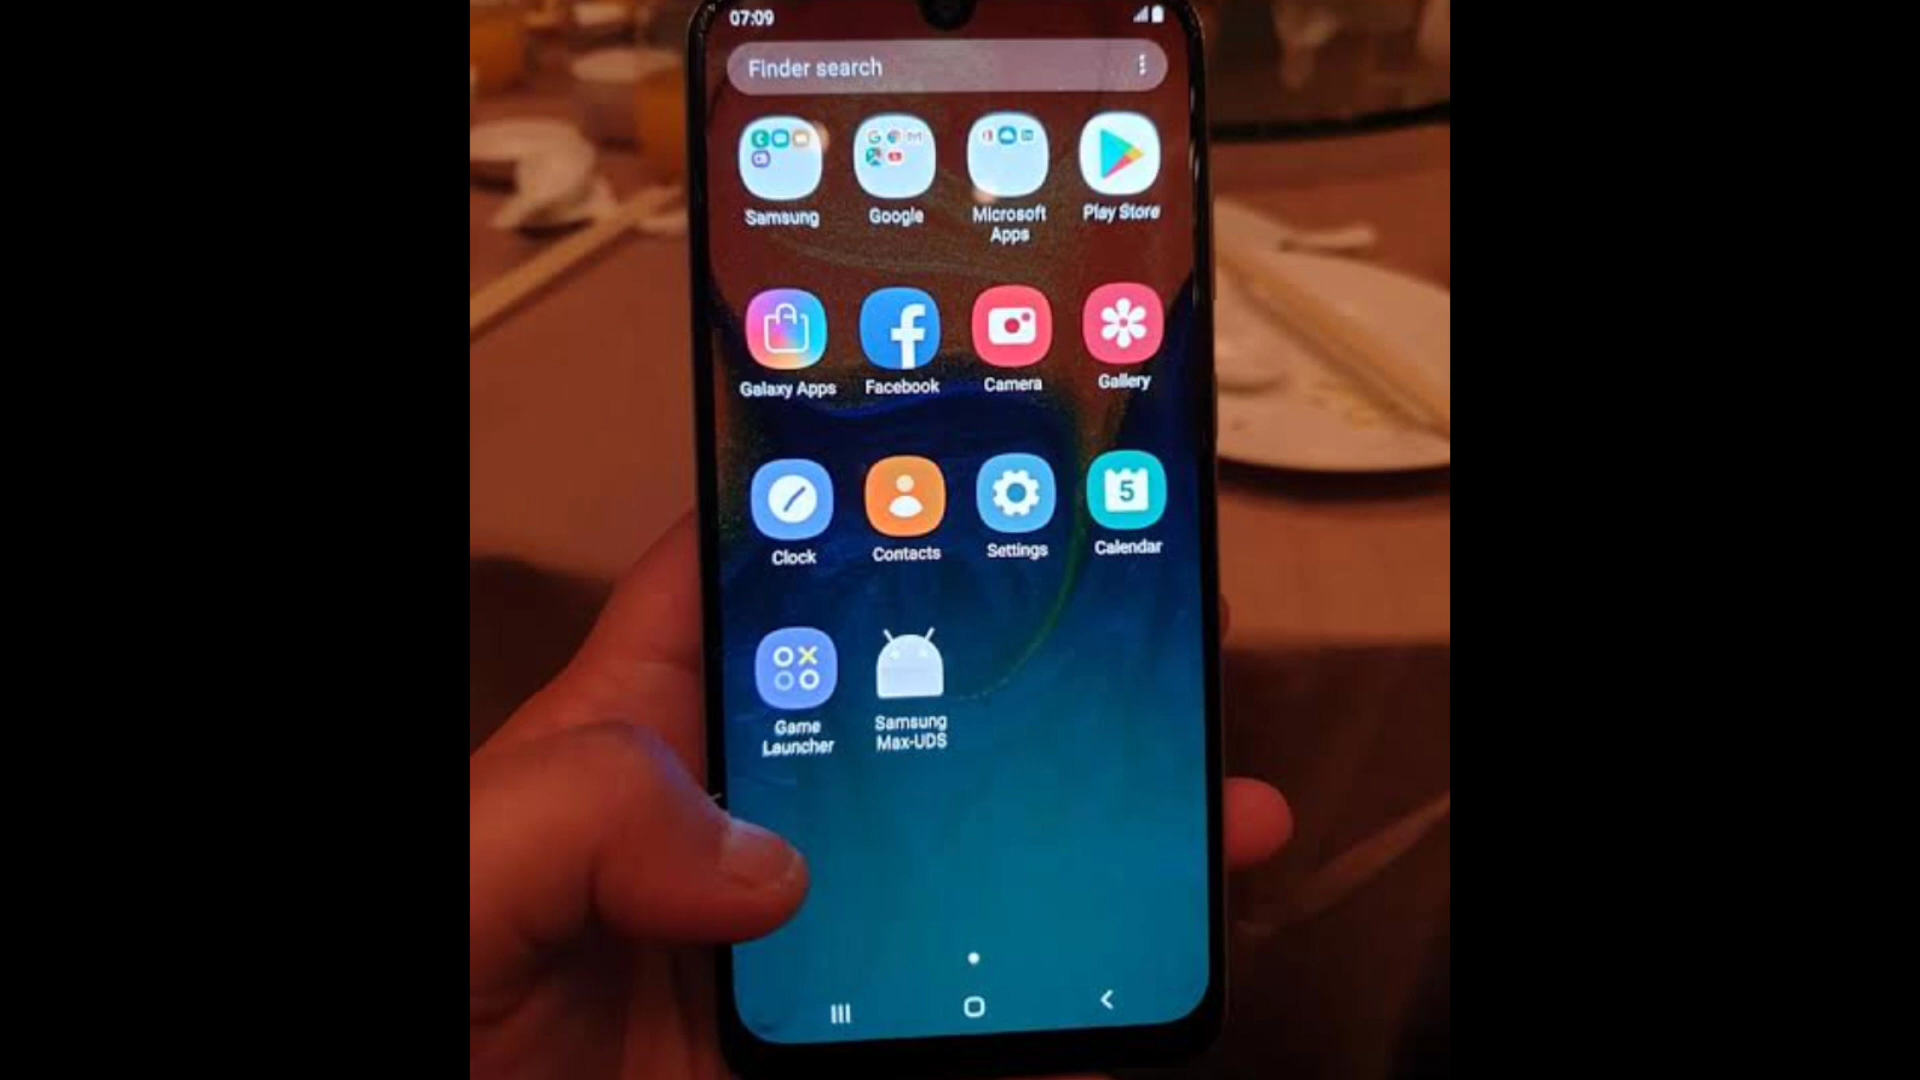 07:09
Finder search
Samsung
Google
Microsoft
Apps
Play Store
Galaxy Apps
Facebook
Camera
Gallery
Clock
Contacts
Settings
5
Calendar
Game
Launcher
Samsung
Max-UDS